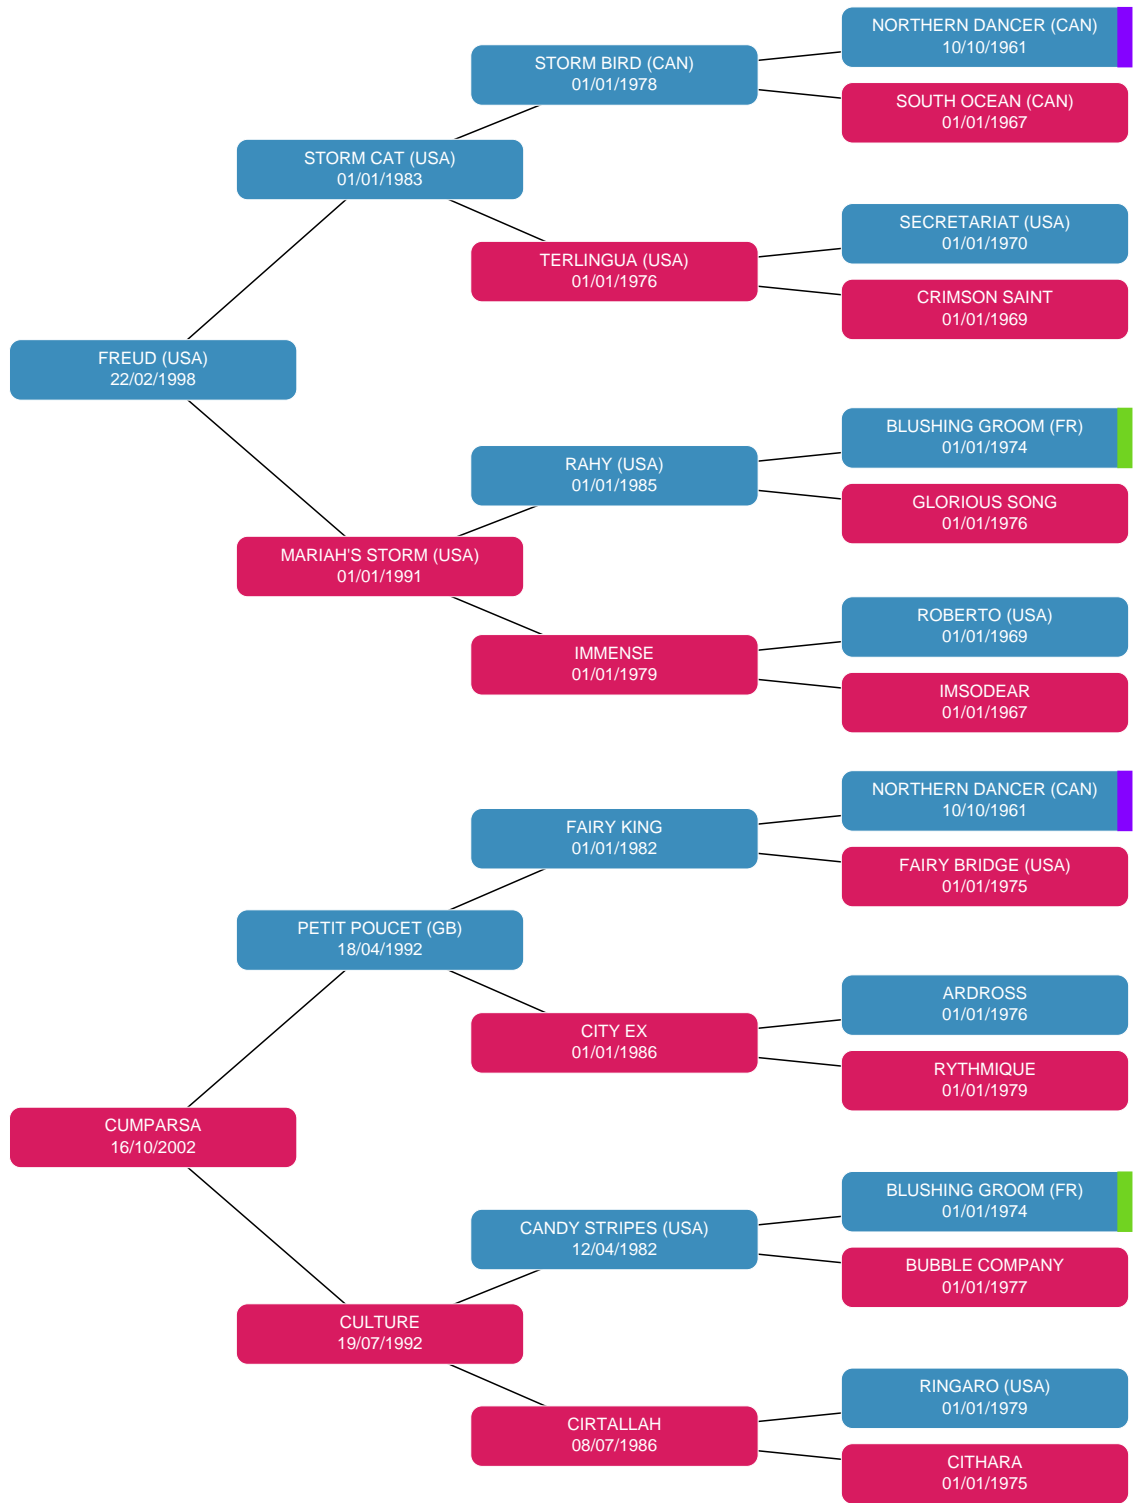 NORTHERN DANCER (CAN)
10/10/1961
STORM BIRD (CAN)
01/01/1978
SOUTH OCEAN (CAN)
01/01/1967
STORM CAT (USA)
01/01/1983
SECRETARIAT (USA)
01/01/1970
TERLINGUA (USA)
01/01/1976
CRIMSON SAINT
01/01/1969
FREUD (USA)
22/02/1998
BLUSHING GROOM (FR)
01/01/1974
RAHY (USA)
01/01/1985
GLORIOUS SONG
01/01/1976
MARIAH'S STORM (USA)
01/01/1991
ROBERTO (USA)
01/01/1969
IMMENSE
01/01/1979
IMSODEAR
01/01/1967
NORTHERN DANCER (CAN)
10/10/1961
FAIRY KING
01/01/1982
FAIRY BRIDGE (USA)
01/01/1975
PETIT POUCET (GB)
18/04/1992
ARDROSS
01/01/1976
CITY EX
01/01/1986
RYTHMIQUE
01/01/1979
CUMPARSA
16/10/2002
BLUSHING GROOM (FR)
01/01/1974
CANDY STRIPES (USA)
12/04/1982
BUBBLE COMPANY
01/01/1977
CULTURE
19/07/1992
RINGARO (USA)
01/01/1979
CIRTALLAH
08/07/1986
CITHARA
01/01/1975